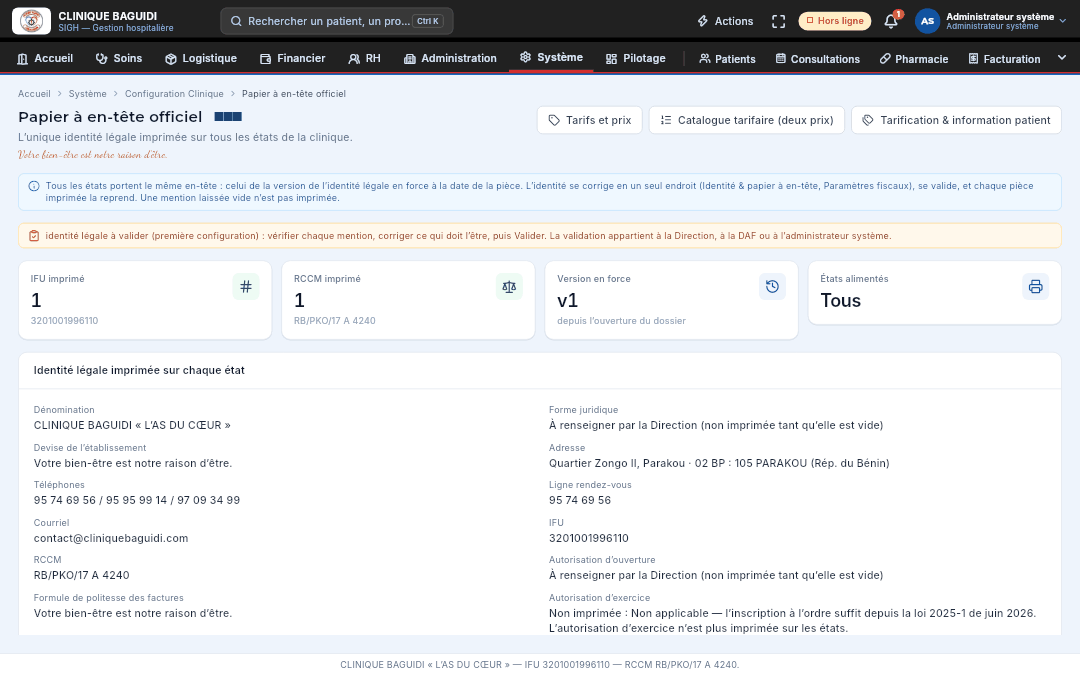 CLINIQUE BAGUIDI
SIGH — Gestion hospitalière
Rechercher un patient, un pro... Ctrl K
Actions
Hors ligne
1
AS
Administrateur système
Administrateur système
Accueil
Soins
Logistique
Financier
RH
Administration
Système
Pilotage
Patients
Consultations
Pharmacie
Facturation
Accueil > Système > Configuration Clinique > Papier à en-tête officiel
Papier à en-tête officiel
L'unique identité légale imprimée sur tous les états de la clinique.
Votre bien-être est notre raison d'être.
Tarifs et prix
Catalogue tarifaire (deux prix)
Tarification & information patient
Tous les états portent le même en-tête : celui de la version de l'identité légale en force à la date de la pièce. L'identité se corrige en un seul endroit (Identité & papier à en-tête, Paramètres fiscaux), se valide, et chaque pièce
imprimée la reprend. Une mention laissée vide n'est pas imprimée.
identité légale à valider (première configuration) : vérifier chaque mention, corriger ce qui doit l'être, puis Valider. La validation appartient à la Direction, à la DAF ou à l'administrateur système.
IFU imprimé
1
3201001996110
RCCM imprimé
1
RB/PKO/17 A 4240
Version en force
v1
depuis l'ouverture du dossier
États alimentés
Tous
Identité légale imprimée sur chaque état
Dénomination
CLINIQUE BAGUIDI « L'AS DU CŒUR »
Forme juridique
À renseigner par la Direction (non imprimée tant qu'elle est vide)
Devise de l'établissement
Votre bien-être est notre raison d'être.
Adresse
Quartier Zongo II, Parakou · 02 BP : 105 PARAKOU (Rép. du Bénin)
Téléphones
95 74 69 56 / 95 95 99 14 / 97 09 34 99
Ligne rendez-vous
95 74 69 56
Courriel
contact@cliniquebaguidi.com
IFU
3201001996110
RCCM
RB/PKO/17 A 4240
Autorisation d'ouverture
À renseigner par la Direction (non imprimée tant qu'elle est vide)
Formule de politesse des factures
Votre bien-être est notre raison d'être.
Autorisation d'exercice
Non imprimée : Non applicable — l'inscription à l'ordre suffit depuis la loi 2025-1 de juin 2026.
L'autorisation d'exercice n'est plus imprimée sur les états.
CLINIQUE BAGUIDI « L'AS DU CŒUR » — IFU 3201001996110 — RCCM RB/PKO/17 A 4240.